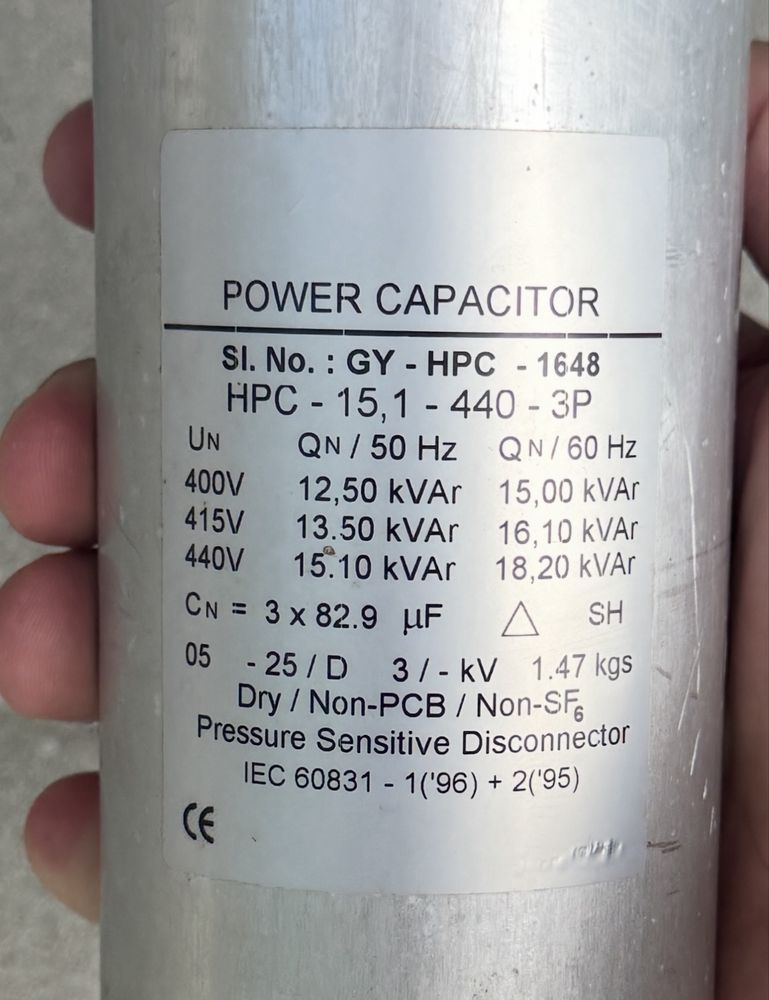 POWER CAPACITOR
SI. No. : GY - HPC - 1648
HPC - 15,1 - 440 - 3P
UN QN / 50 Hz QN / 60 Hz
400V 12,50 kVAr 15,00 kVAr
415V 13.50 kVAr 16,10 kVAr
440V 15.10 kVAr 18,20 kVAr
CN = 3 x 82.9 µF △ SH
05 - 25 / D 3 / - kV 1.47 kgs
Dry / Non-PCB / Non-SF₆
Pressure Sensitive Disconnector
IEC 60831 - 1('96) + 2('95)
CE